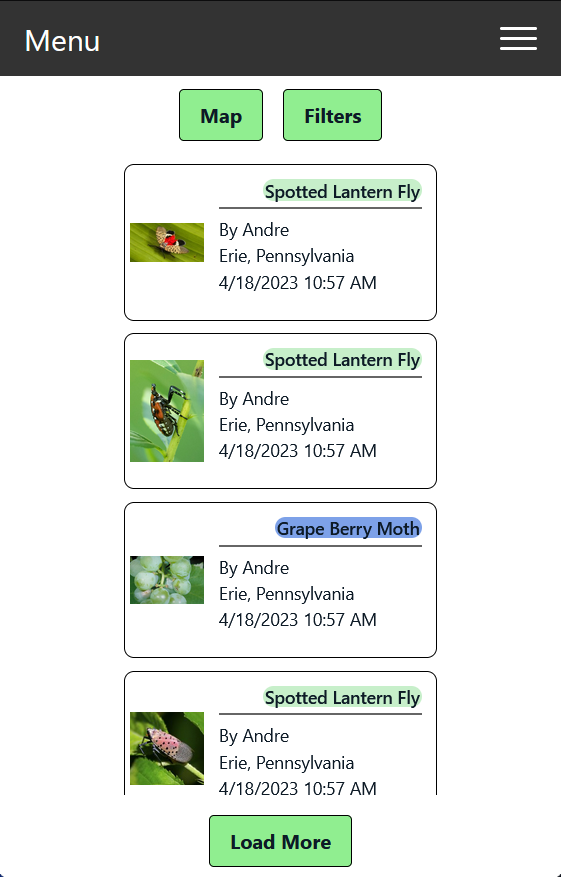 Menu
Map
Filters
Spotted Lantern Fly
By Andre
Erie, Pennsylvania
4/18/2023 10:57 AM
Spotted Lantern Fly
By Andre
Erie, Pennsylvania
4/18/2023 10:57 AM
Grape Berry Moth
By Andre
Erie, Pennsylvania
4/18/2023 10:57 AM
Spotted Lantern Fly
By Andre
Erie, Pennsylvania
4/18/2023 10:57 AM
Load More